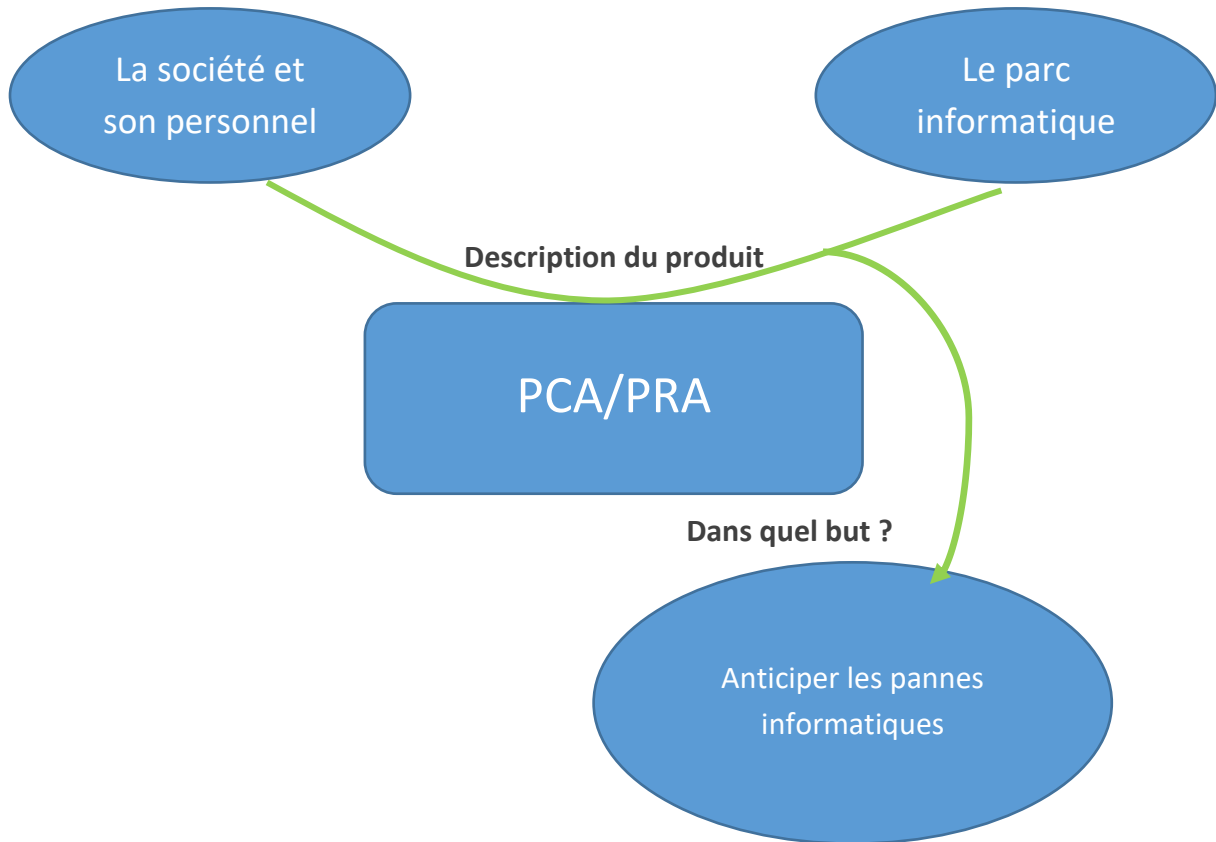 La société et
son personnel
Le parc
informatique
Description du produit
PCA/PRA
Dans quel but ?
Anticiper les pannes
informatiques